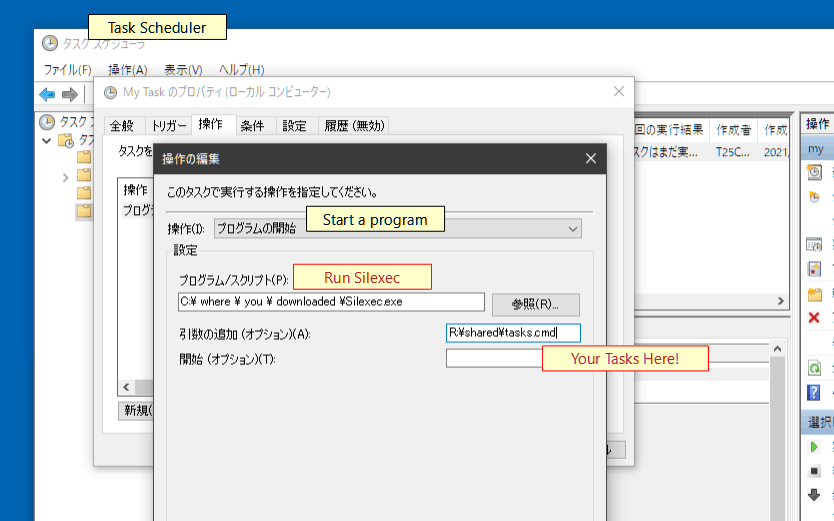 Task Scheduler
タスク スケジューラ
ファイル(F) 操作(A) 表示(V) ヘルプ(H)
My Task のプロパティ (ローカル コンピューター)
タスク
全般 トリガー 操作 条件 設定 履歴 (無効)
回の実行結果 作成者 作成
操作
タスクを
スクはまだ実... T25C... 2021/
my
操作の編集
操作
プログ
このタスクで実行する操作を指定してください。
操作(I): プログラムの開始
Start a program
設定
プログラム/スクリプト(P):
Run Silexec
C:¥ where ¥ you ¥ downloaded ¥Silexec.exe
参照(R)...
引数の追加 (オプション)(A):
R:¥shared¥tasks.cmd
開始 (オプション)(T):
Your Tasks Here!
新規(
選択